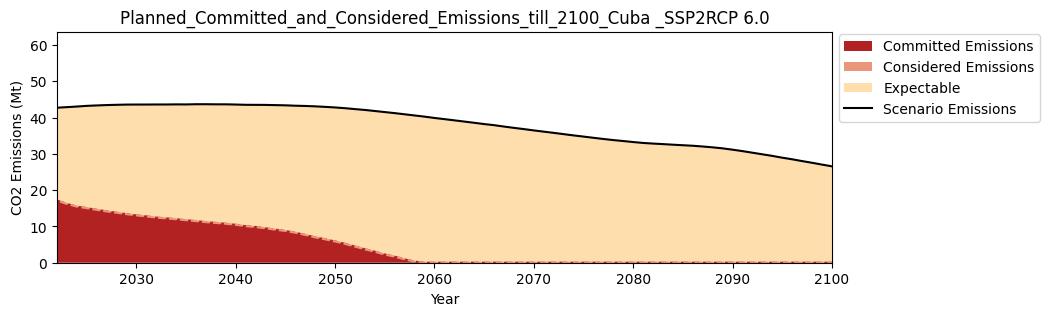 Planned_Committed_and_Considered_Emissions_till_2100_Cuba _SSP2RCP 6.0
Committed Emissions
Considered Emissions
Expectable
Scenario Emissions
CO2 Emissions (Mt)
60
50
40
30
20
10
0
2030 2040 2050 2060 2070 2080 2090 2100
Year